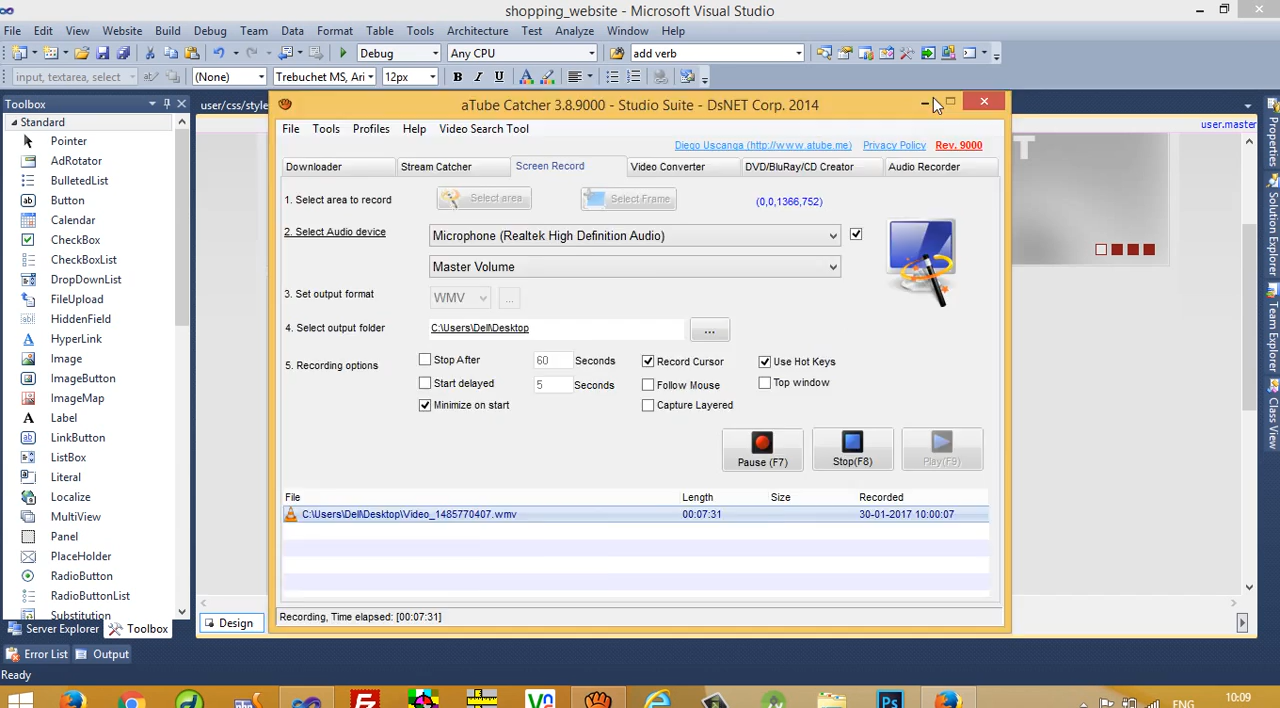 shopping_website - Microsoft Visual Studio
File Edit View Website Build Debug Team Data Format Table Tools Architecture Test Analyze Window Help
Debug Any CPU add verb
input, textarea, select (None) Trebuchet MS, Ari 12px B I U A
Toolbox
user/css/style
Standard
Pointer
AdRotator
BulletedList
Button
Calendar
CheckBox
CheckBoxList
DropDownList
FileUpload
HiddenField
HyperLink
Image
ImageButton
ImageMap
Label
LinkButton
ListBox
Literal
Localize
MultiView
Panel
PlaceHolder
RadioButton
RadioButtonList
Substitution
Server Explorer Toolbox
Error List Output
Ready
aTube Catcher 3.8.9000 - Studio Suite - DsNET Corp. 2014
File Tools Profiles Help Video Search Tool
Diego Uscanga (http://www.atube.me) Privacy Policy Rev. 9000
Downloader Stream Catcher Screen Record Video Converter DVD/BluRay/CD Creator Audio Recorder
1. Select area to record Select area Select Frame (0,0,1366,752)
2. Select Audio device Microphone (Realtek High Definition Audio)
Master Volume
3. Set output format WMV ...
4. Select output folder C:\Users\Dell\Desktop ...
5. Recording options Stop After 60 Seconds Record Cursor Use Hot Keys
Start delayed 5 Seconds Follow Mouse Top window
Minimize on start Capture Layered
Pause (F7) Stop(F8) Play(F9)
File Length Size Recorded
C:\Users\Dell\Desktop\Video_1485770407.wmv 00:07:31 30-01-2017 10:00:07
Recording, Time elapsed: [00:07:31]
Design
user.master
T
Properties
Solution Explorer
Team Explorer
Class View
ENG 10:09